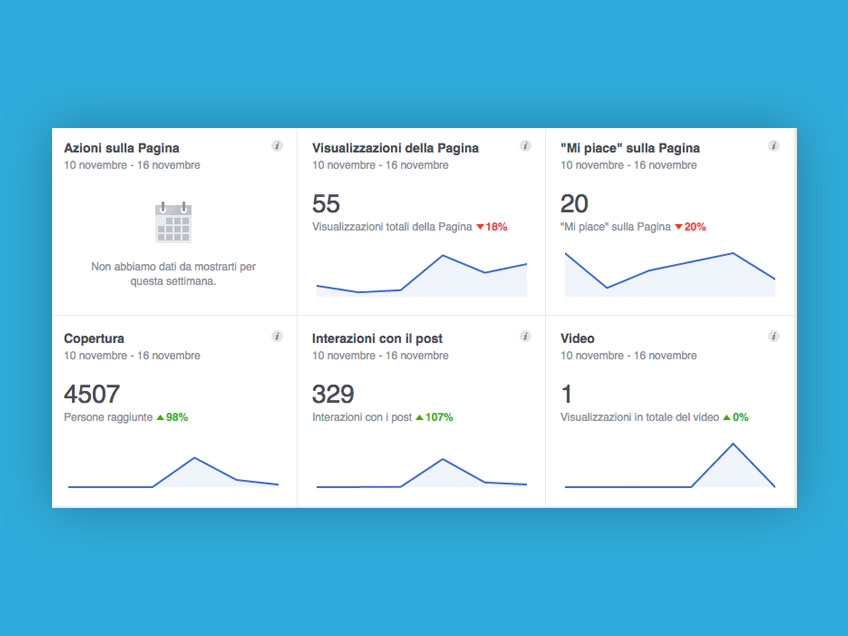 Azioni sulla Pagina
10 novembre - 16 novembre
Non abbiamo dati da mostrarti per
questa settimana.
Visualizzazioni della Pagina
10 novembre - 16 novembre
55
Visualizzazioni totali della Pagina ▼18%
"Mi piace" sulla Pagina
10 novembre - 16 novembre
20
"Mi piace" sulla Pagina ▼20%
Copertura
10 novembre - 16 novembre
4507
Persone raggiunte ▲98%
Interazioni con il post
10 novembre - 16 novembre
329
Interazioni con i post ▲107%
Video
10 novembre - 16 novembre
1
Visualizzazioni in totale del video ▲0%